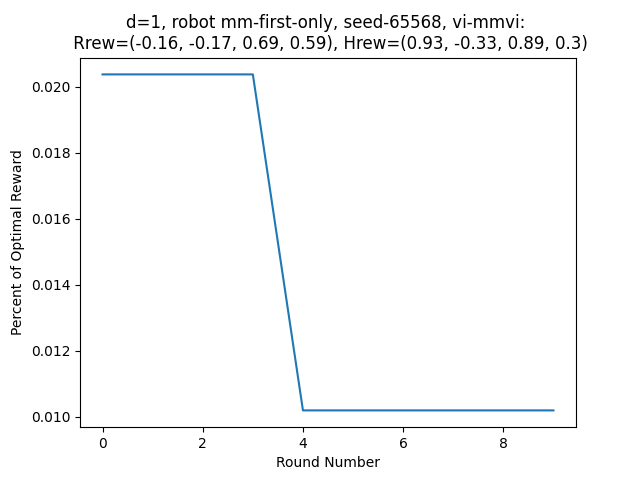 d=1, robot mm-first-only, seed-65568, vi-mmvi:
Rrew=(-0.16, -0.17, 0.69, 0.59), Hrew=(0.93, -0.33, 0.89, 0.3)
0.020
0.018
0.016
0.014
0.012
0.010
Percent of Optimal Reward
0 2 4 6 8
Round Number